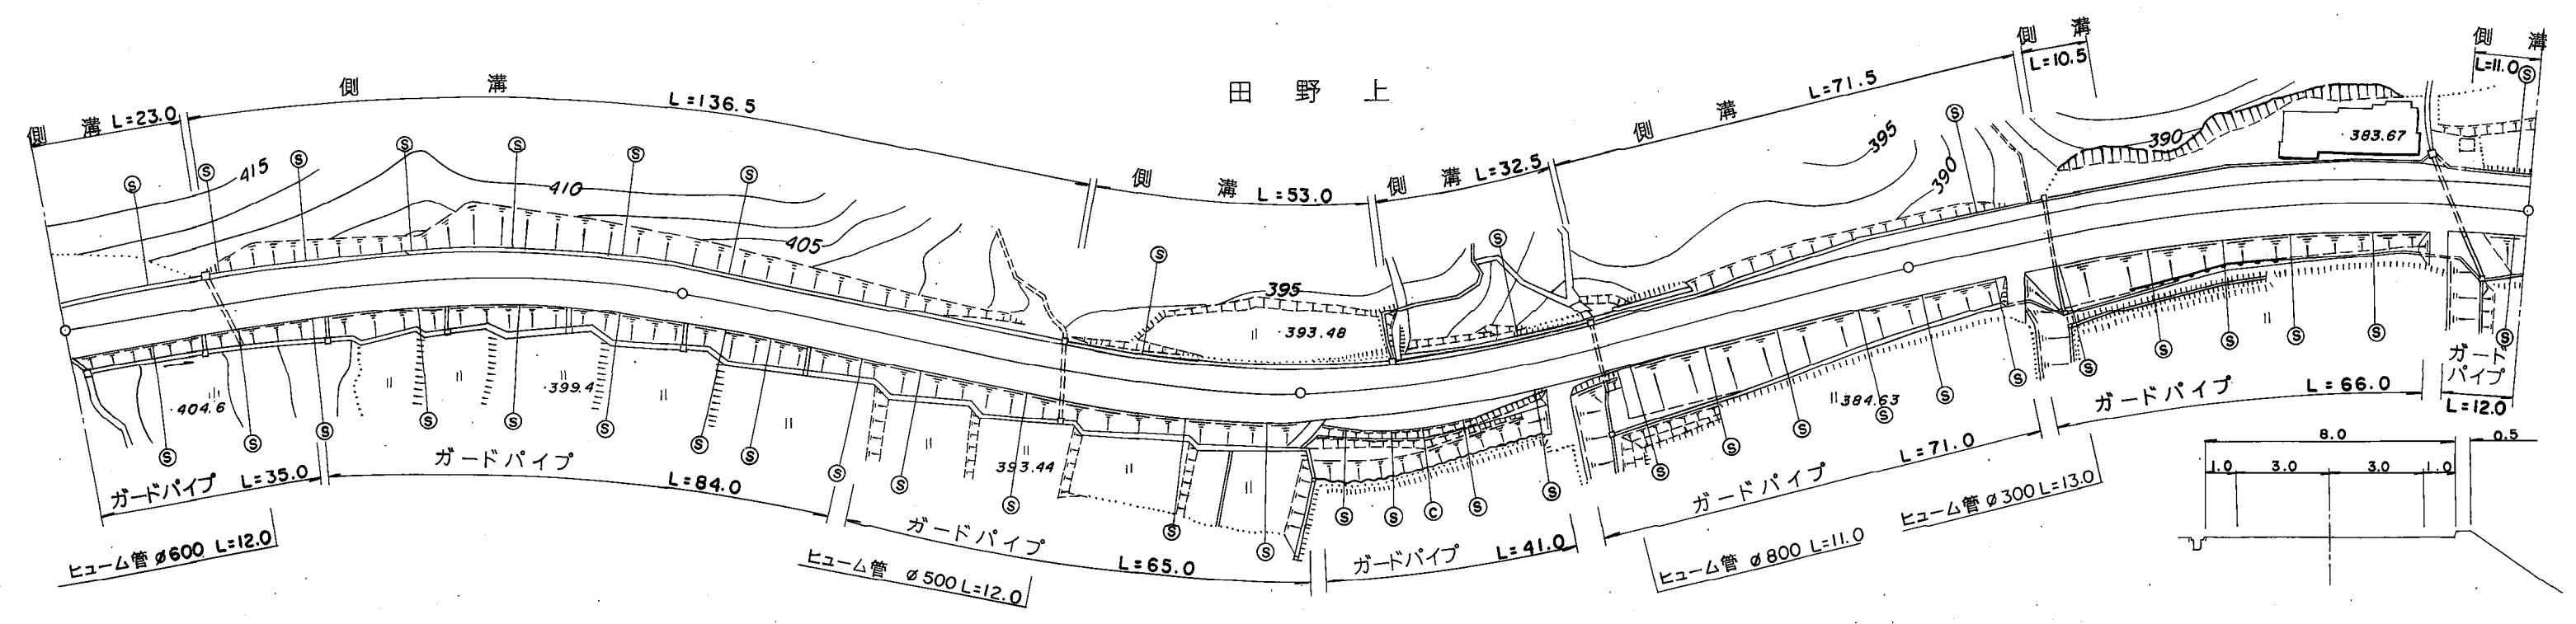 田野上
側溝 L=23.0
側溝 L=136.5
側溝 L=53.0
側溝 L=32.5
側溝 L=71.5
側溝 L=10.5
側溝 L=11.0
S
S S S S S S S
S S S
415
410
405
395
393.48
395
390
390
383.67
404.6
399.4
393.44
384.63
S S S S S S S S S S S S S
S S C S S
S S S S S S
S S S S S S
ガードパイプ L=35.0
ガードパイプ L=84.0
ガードパイプ L=65.0
ガードパイプ L=41.0
ガードパイプ L=71.0
ガードパイプ L=66.0
ガード
パイプ
L=12.0
ヒューム管 φ600 L=12.0
ヒューム管 φ500 L=12.0
ヒューム管 φ800 L=11.0
ヒューム管 φ300 L=13.0
8.0 0.5
1.0 3.0 3.0 1.0